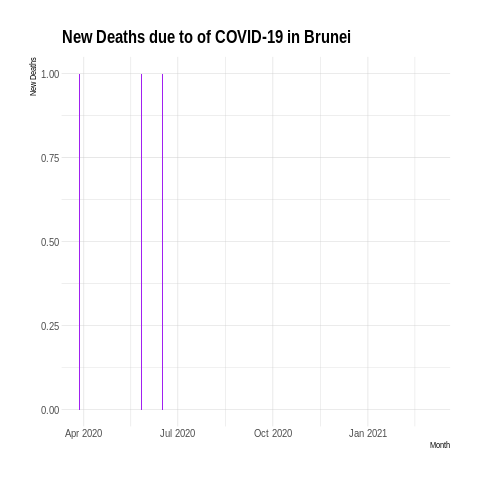 New Deaths due to of COVID-19 in Brunei
New Deaths
1.00
0.75
0.50
0.25
0.00
Apr 2020 Jul 2020 Oct 2020 Jan 2021
Month